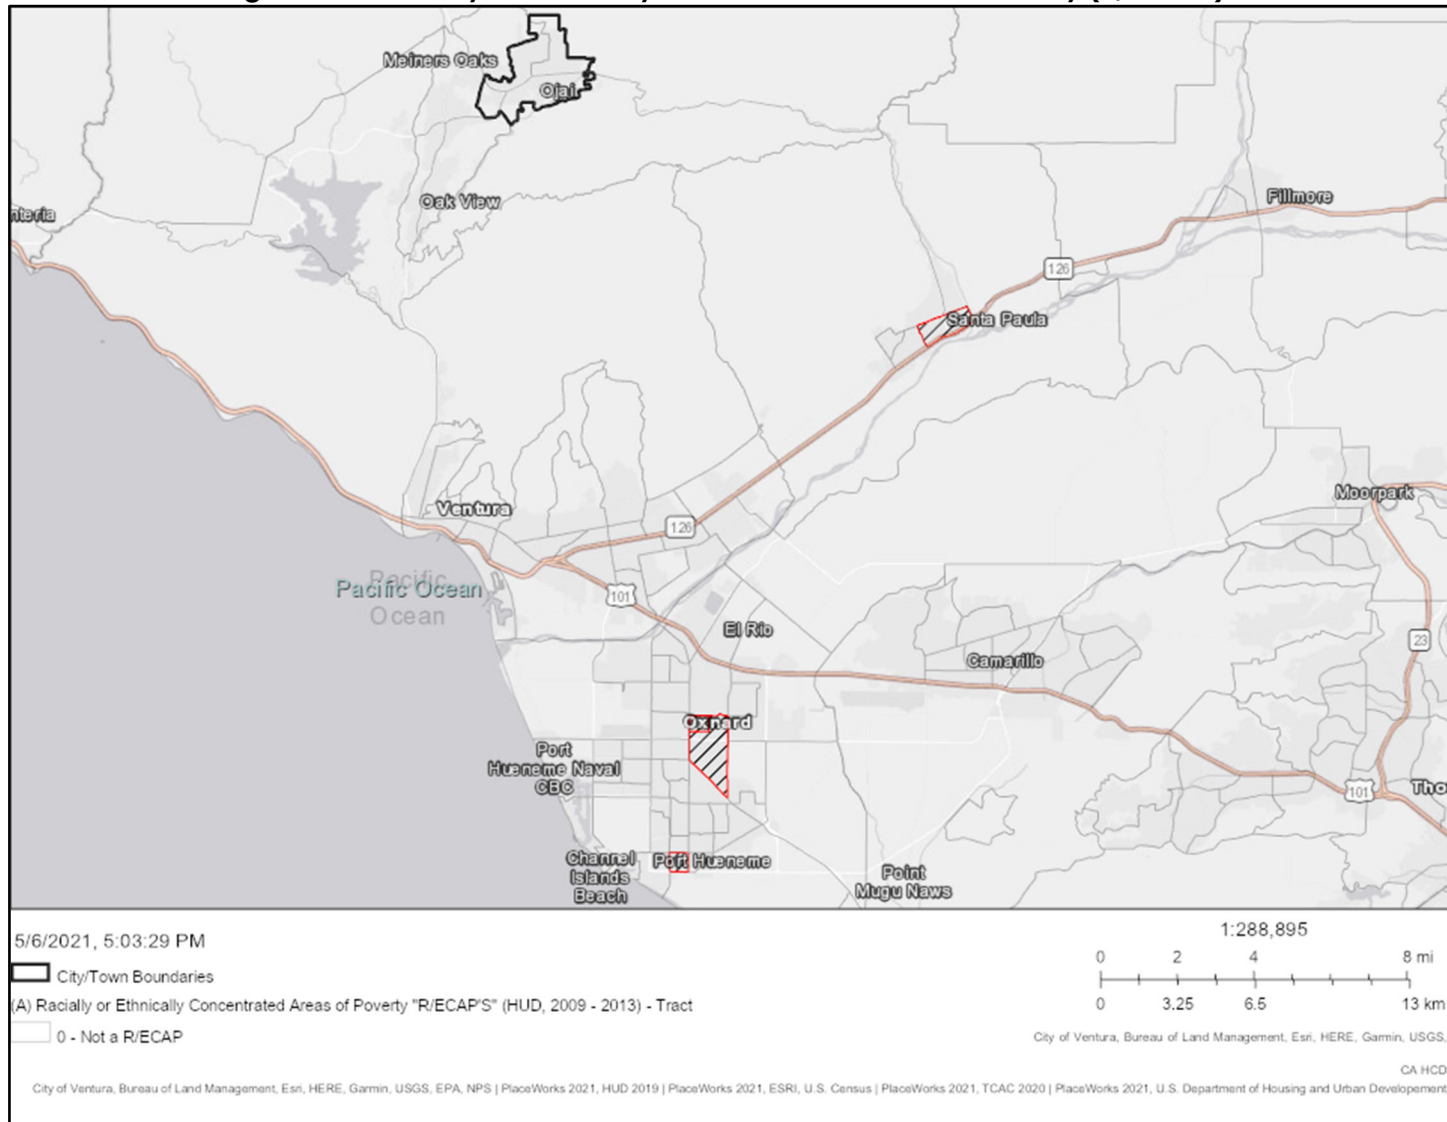 Meiners Oaks
Ojai
Oak View
nteria
Fillmore
126
Santa Paula
Moorpark
Ventura
126
Pacific Ocean
Pacific
Ocean
101
El Rio
23
Camarillo
Oxnard
Port
Hueneme Naval
CBC
101
Tho
Channel
Islands
Beach
Port Hueneme
Point
Mugu Naws
5/6/2021, 5:03:29 PM
1:288,895
0 2 4 8 mi
0 3.25 6.5 13 km
City/Town Boundaries
(A) Racially or Ethnically Concentrated Areas of Poverty "R/ECAP'S" (HUD, 2009 - 2013) - Tract
0 - Not a R/ECAP
City of Ventura, Bureau of Land Management, Esri, HERE, Garmin, USGS,
CA HCD
City of Ventura, Bureau of Land Management, Esri, HERE, Garmin, USGS, EPA, NPS | PlaceWorks 2021, HUD 2019 | PlaceWorks 2021, ESRI, U.S. Census | PlaceWorks 2021, TCAC 2020 | PlaceWorks 2021, U.S. Department of Housing and Urban Developement